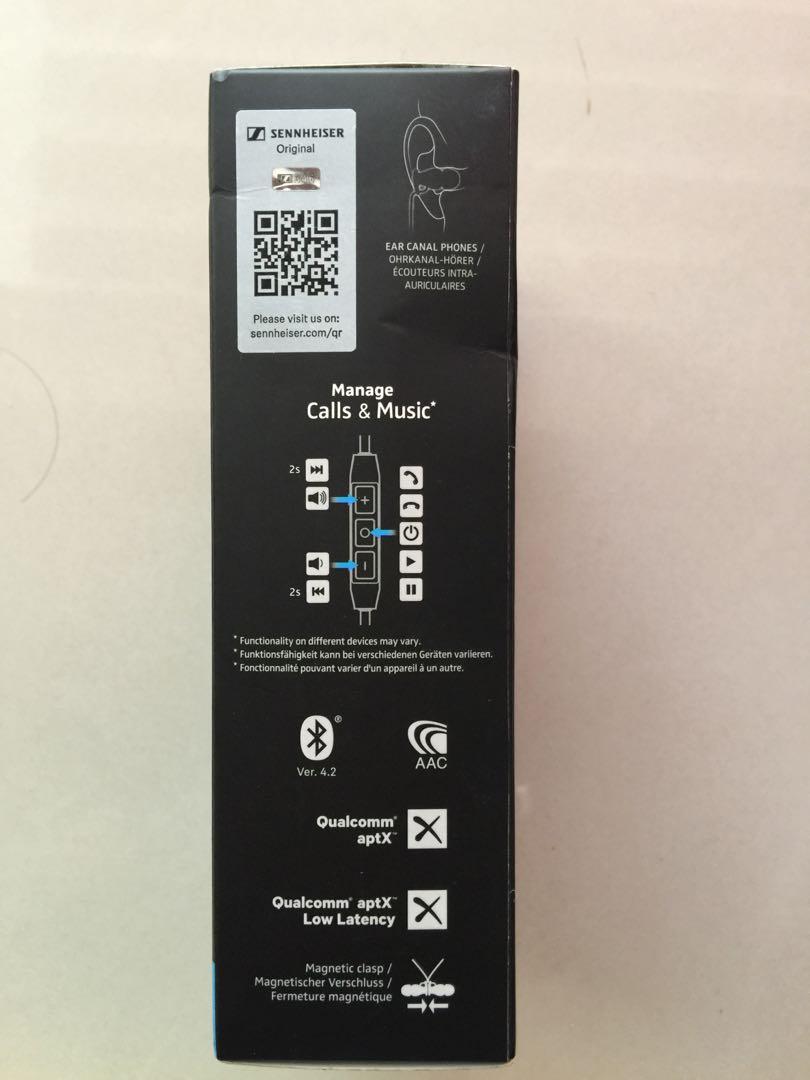 SENNHEISER
Original
Please visit us on:
sennheiser.com/qr
EAR CANAL PHONES /
OHRKANAL-HÖRER /
ÉCOUTEURS INTRA-
AURICULAIRES
Manage
Calls & Music*
2s
+
-
2s
* Functionality on different devices may vary.
* Funktionsfähigkeit kann bei verschiedenen Geräten variieren.
* Fonctionnalité pouvant varier d'un appareil à un autre.
®
Ver. 4.2
AAC
Qualcomm®
aptX™
Qualcomm® aptX™
Low Latency
Magnetic clasp /
Magnetischer Verschluss /
Fermeture magnétique